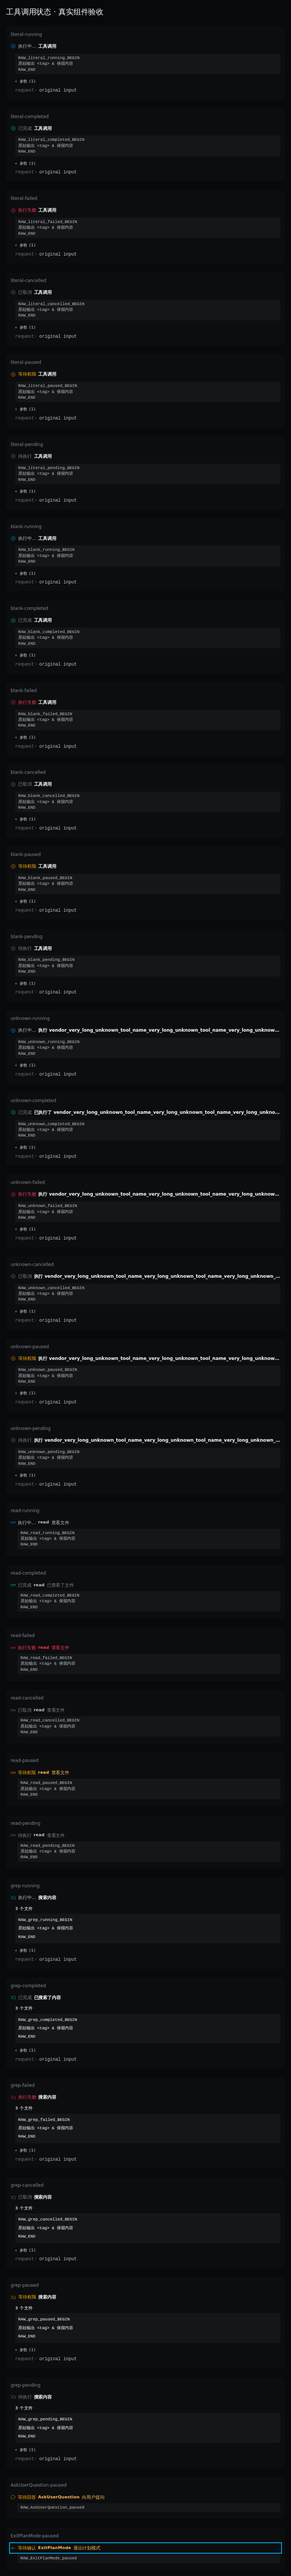 工具调用状态 · 真实组件验收
literal-running
执行中... 工具调用
RAW_literal_running_BEGIN
原始输出 <tag> & 保留内容
RAW_END
参数 (1)
request: original input
literal-completed
已完成 工具调用
RAW_literal_completed_BEGIN
原始输出 <tag> & 保留内容
RAW_END
参数 (1)
request: original input
literal-failed
执行失败 工具调用
RAW_literal_failed_BEGIN
原始输出 <tag> & 保留内容
RAW_END
参数 (1)
request: original input
literal-cancelled
已取消 工具调用
RAW_literal_cancelled_BEGIN
原始输出 <tag> & 保留内容
RAW_END
参数 (1)
request: original input
literal-paused
等待权限 工具调用
RAW_literal_paused_BEGIN
原始输出 <tag> & 保留内容
RAW_END
参数 (1)
request: original input
literal-pending
待执行 工具调用
RAW_literal_pending_BEGIN
原始输出 <tag> & 保留内容
RAW_END
参数 (1)
request: original input
blank-running
执行中... 工具调用
RAW_blank_running_BEGIN
原始输出 <tag> & 保留内容
RAW_END
参数 (1)
request: original input
blank-completed
已完成 工具调用
RAW_blank_completed_BEGIN
原始输出 <tag> & 保留内容
RAW_END
参数 (1)
request: original input
blank-failed
执行失败 工具调用
RAW_blank_failed_BEGIN
原始输出 <tag> & 保留内容
RAW_END
参数 (1)
request: original input
blank-cancelled
已取消 工具调用
RAW_blank_cancelled_BEGIN
原始输出 <tag> & 保留内容
RAW_END
参数 (1)
request: original input
blank-paused
等待权限 工具调用
RAW_blank_paused_BEGIN
原始输出 <tag> & 保留内容
RAW_END
参数 (1)
request: original input
blank-pending
待执行 工具调用
RAW_blank_pending_BEGIN
原始输出 <tag> & 保留内容
RAW_END
参数 (1)
request: original input
unknown-running
执行中... 执行 vendor_very_long_unknown_tool_name_very_long_unknown_tool_name_very_long_unknow...
RAW_unknown_running_BEGIN
原始输出 <tag> & 保留内容
RAW_END
参数 (1)
request: original input
unknown-completed
已完成 已执行了 vendor_very_long_unknown_tool_name_very_long_unknown_tool_name_very_long_unkno...
RAW_unknown_completed_BEGIN
原始输出 <tag> & 保留内容
RAW_END
参数 (1)
request: original input
unknown-failed
执行失败 执行 vendor_very_long_unknown_tool_name_very_long_unknown_tool_name_very_long_unknow...
RAW_unknown_failed_BEGIN
原始输出 <tag> & 保留内容
RAW_END
参数 (1)
request: original input
unknown-cancelled
已取消 执行 vendor_very_long_unknown_tool_name_very_long_unknown_tool_name_very_long_unknown_...
RAW_unknown_cancelled_BEGIN
原始输出 <tag> & 保留内容
RAW_END
参数 (1)
request: original input
unknown-paused
等待权限 执行 vendor_very_long_unknown_tool_name_very_long_unknown_tool_name_very_long_unknow...
RAW_unknown_paused_BEGIN
原始输出 <tag> & 保留内容
RAW_END
参数 (1)
request: original input
unknown-pending
待执行 执行 vendor_very_long_unknown_tool_name_very_long_unknown_tool_name_very_long_unknown_...
RAW_unknown_pending_BEGIN
原始输出 <tag> & 保留内容
RAW_END
参数 (1)
request: original input
read-running
执行中... read 查看文件
RAW_read_running_BEGIN
原始输出 <tag> & 保留内容
RAW_END
read-completed
已完成 read 已查看了文件
RAW_read_completed_BEGIN
原始输出 <tag> & 保留内容
RAW_END
read-failed
执行失败 read 查看文件
RAW_read_failed_BEGIN
原始输出 <tag> & 保留内容
RAW_END
read-cancelled
已取消 read 查看文件
RAW_read_cancelled_BEGIN
原始输出 <tag> & 保留内容
RAW_END
read-paused
等待权限 read 查看文件
RAW_read_paused_BEGIN
原始输出 <tag> & 保留内容
RAW_END
read-pending
待执行 read 查看文件
RAW_read_pending_BEGIN
原始输出 <tag> & 保留内容
RAW_END
grep-running
执行中... 搜索内容
3 个文件
RAW_grep_running_BEGIN
原始输出 <tag> & 保留内容
RAW_END
参数 (1)
request: original input
grep-completed
已完成 已搜索了内容
3 个文件
RAW_grep_completed_BEGIN
原始输出 <tag> & 保留内容
RAW_END
参数 (1)
request: original input
grep-failed
执行失败 搜索内容
3 个文件
RAW_grep_failed_BEGIN
原始输出 <tag> & 保留内容
RAW_END
参数 (1)
request: original input
grep-cancelled
已取消 搜索内容
3 个文件
RAW_grep_cancelled_BEGIN
原始输出 <tag> & 保留内容
RAW_END
参数 (1)
request: original input
grep-paused
等待权限 搜索内容
3 个文件
RAW_grep_paused_BEGIN
原始输出 <tag> & 保留内容
RAW_END
参数 (1)
request: original input
grep-pending
待执行 搜索内容
3 个文件
RAW_grep_pending_BEGIN
原始输出 <tag> & 保留内容
RAW_END
参数 (1)
request: original input
AskUserQuestion-paused
等待回答 AskUserQuestion 向用户提问
RAW_AskUserQuestion_paused
ExitPlanMode-paused
等待确认 ExitPlanMode 退出计划模式
RAW_ExitPlanMode_paused